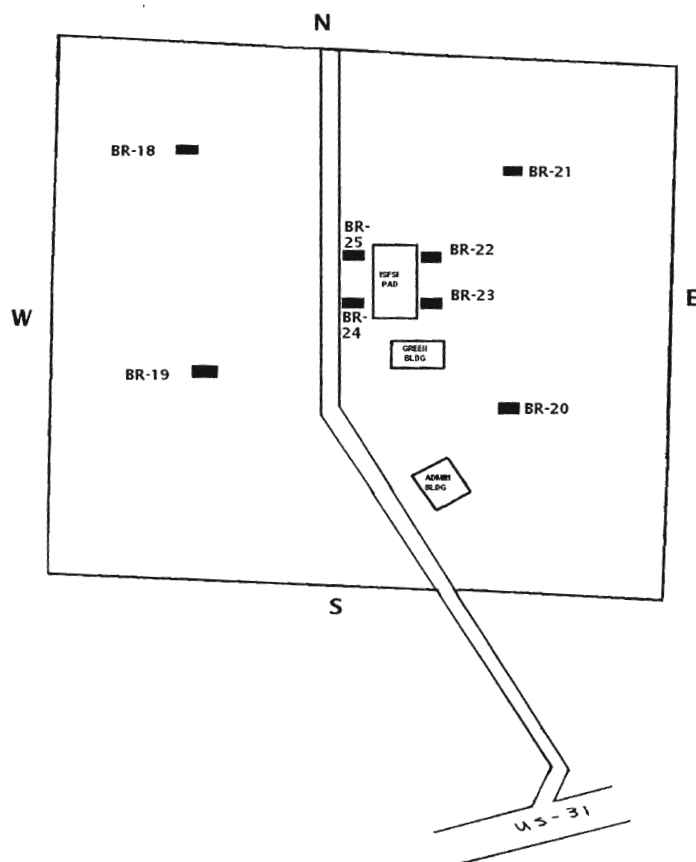 N
BR-18
BR-21
BR-
25
BR-22
ISFSI
PAD
W
E
BR-23
BR-
24
GREEN
BLDG
BR-19
BR-20
ADMIN
BLDG
S
US-31